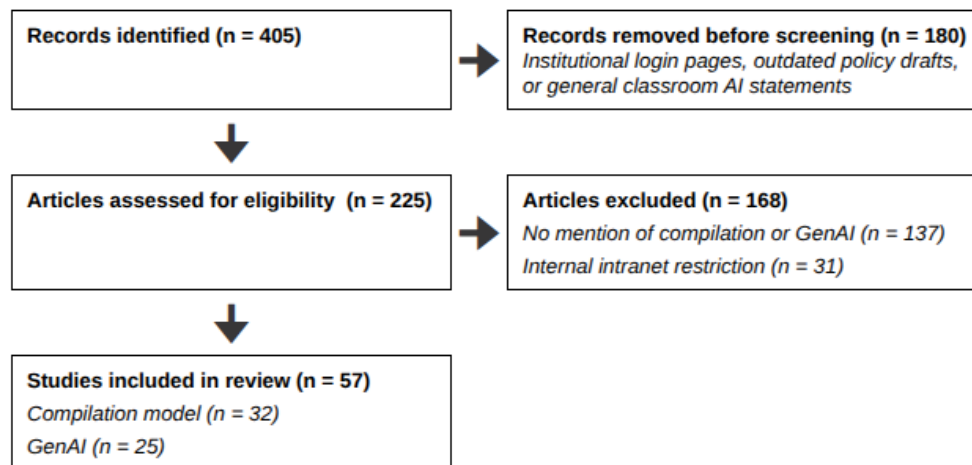 Records identified (n = 405)
Records removed before screening (n = 180)
Institutional login pages, outdated policy drafts,
or general classroom AI statements
Articles assessed for eligibility (n = 225)
Articles excluded (n = 168)
No mention of compilation or GenAI (n = 137)
Internal intranet restriction (n = 31)
Studies included in review (n = 57)
Compilation model (n = 32)
GenAI (n = 25)